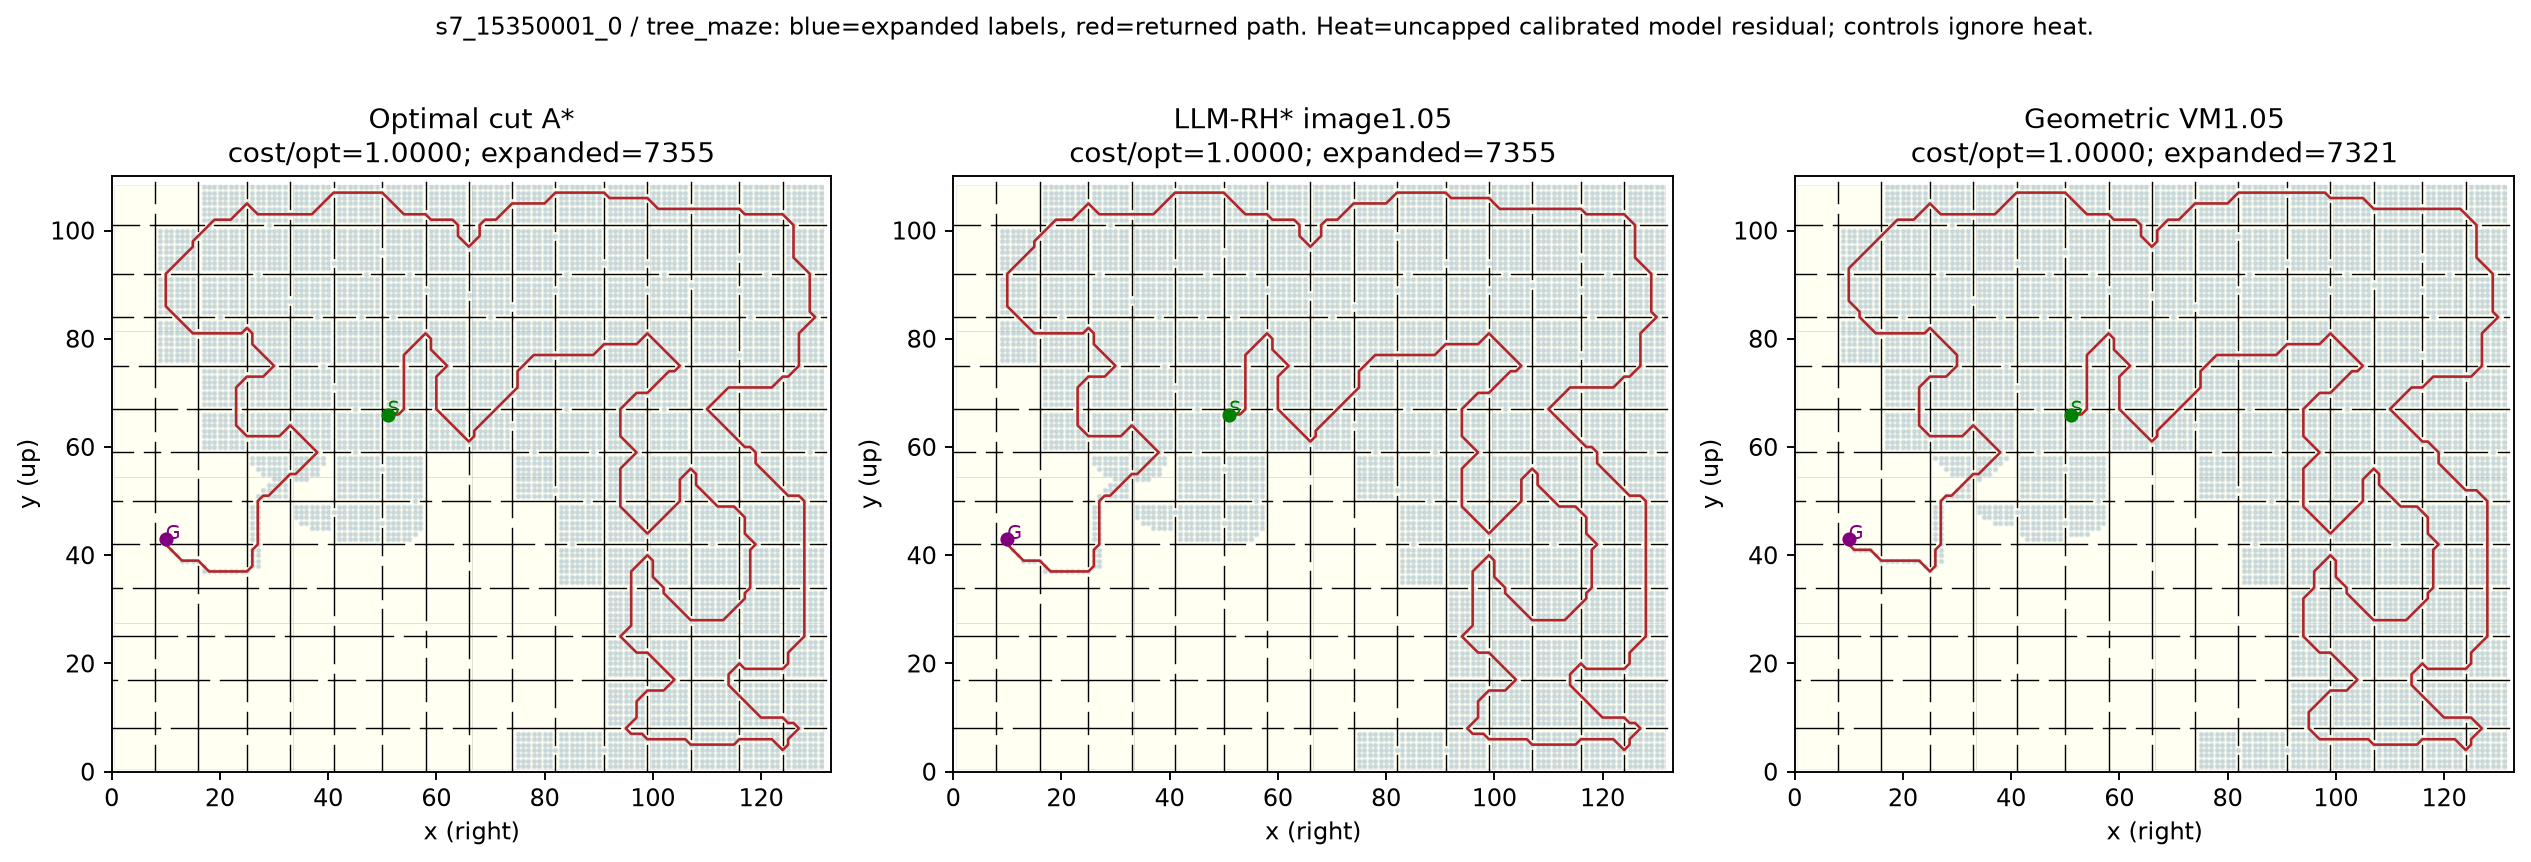 s7_15350001_0 / tree_maze: blue=expanded labels, red=returned path. Heat=uncapped calibrated model residual; controls ignore heat.
Optimal cut A*
cost/opt=1.0000; expanded=7355
y (up)
100
80
60
40
20
0
S
G
0 20 40 60 80 100 120
x (right)
LLM-RH* image1.05
cost/opt=1.0000; expanded=7355
y (up)
100
80
60
40
20
0
S
G
0 20 40 60 80 100 120
x (right)
Geometric VM1.05
cost/opt=1.0000; expanded=7321
y (up)
100
80
60
40
20
0
S
G
0 20 40 60 80 100 120
x (right)